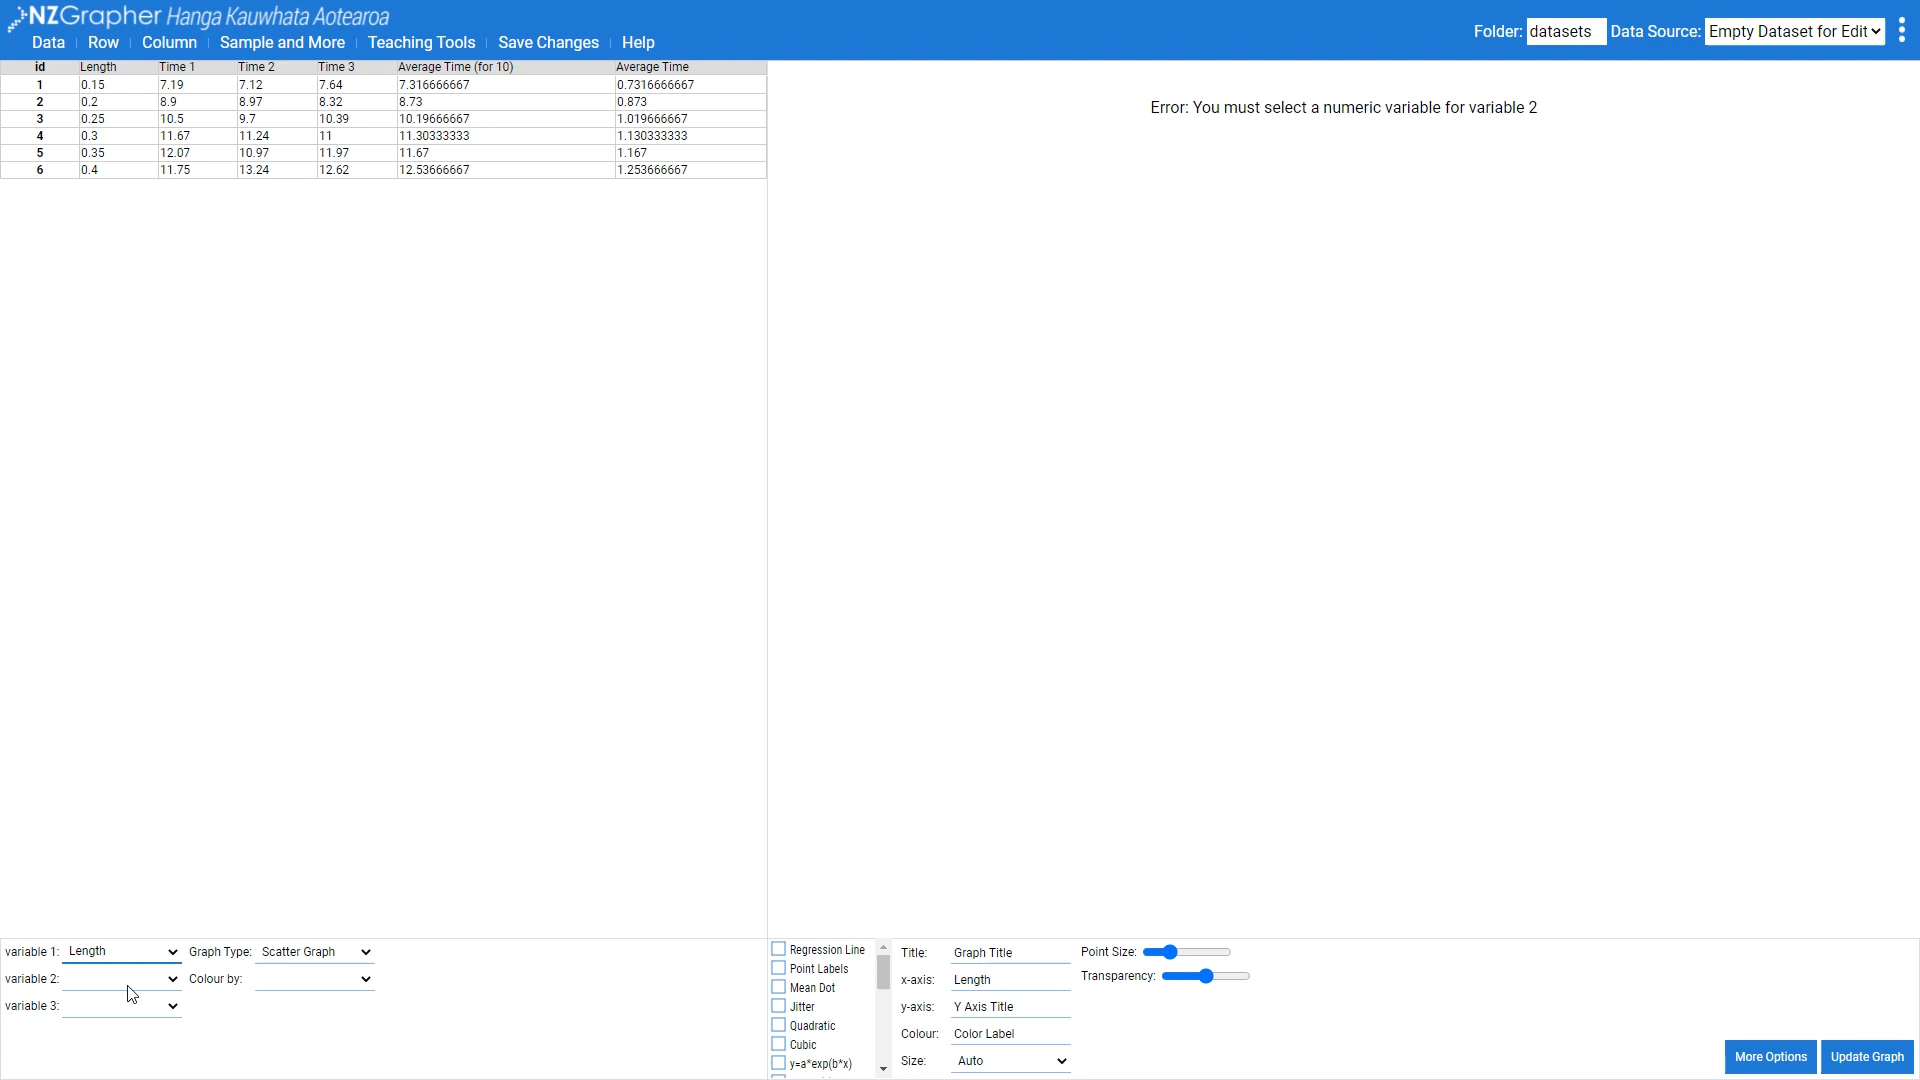 NZGrapher Hanga Kauwhata Aotearoa
Data Row Column Sample and More Teaching Tools Save Changes Help
Folder: datasets Data Source: Empty Dataset for Edit
id Length Time 1 Time 2 Time 3 Average Time (for 10) Average Time
1 0.15 7.19 7.12 7.64 7.316666667 0.7316666667
2 0.2 8.9 8.97 8.32 8.73 0.873
3 0.25 10.5 9.7 10.39 10.19666667 1.019666667
4 0.3 11.67 11.24 11 11.30333333 1.130333333
5 0.35 12.07 10.97 11.97 11.67 1.167
6 0.4 11.75 13.24 12.62 12.53666667 1.253666667
Error: You must select a numeric variable for variable 2
variable 1: Length Graph Type: Scatter Graph
variable 2: Colour by:
variable 3:
Regression Line
Point Labels
Mean Dot
Jitter
Quadratic
Cubic
y=a*exp(b*x)
Title: Graph Title
x-axis: Length
y-axis: Y Axis Title
Colour: Color Label
Size: Auto
Point Size:
Transparency:
More Options Update Graph